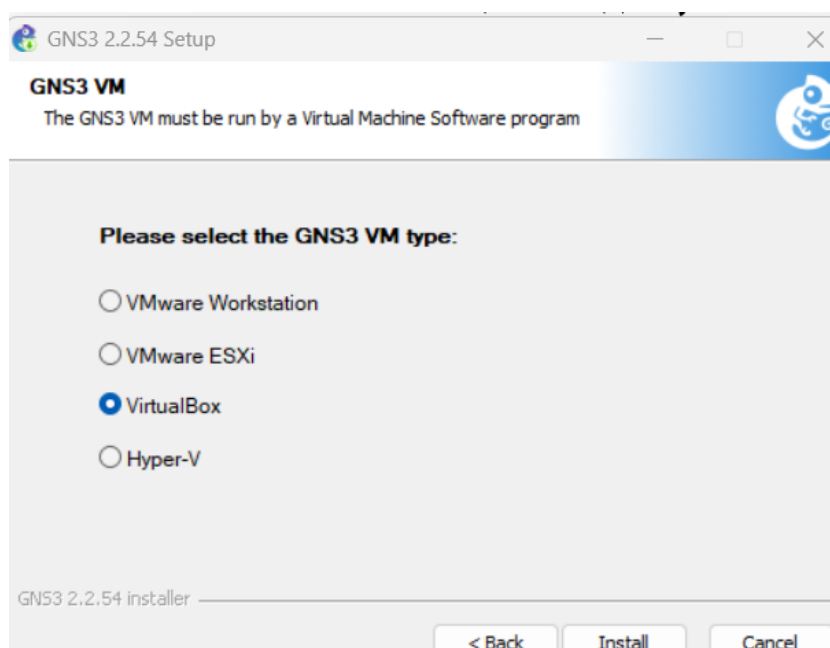 GNS3 2.2.54 Setup
GNS3 VM
The GNS3 VM must be run by a Virtual Machine Software program
Please select the GNS3 VM type:
VMware Workstation
VMware ESXi
VirtualBox
Hyper-V
GNS3 2.2.54 installer
< Back Install Cancel